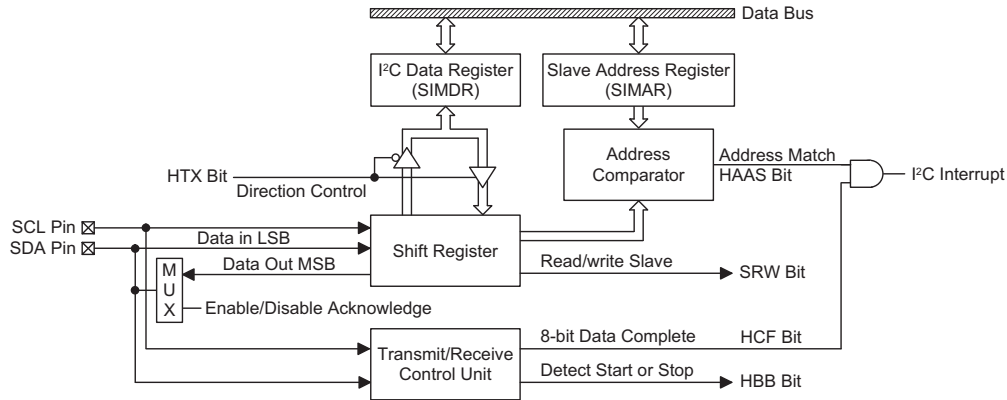 Data Bus
I²C Data Register
(SIMDR)
Slave Address Register
(SIMAR)
HTX Bit
Direction Control
Address
Comparator
Address Match
HAAS Bit
I²C Interrupt
SCL Pin
SDA Pin
Data in LSB
Shift Register
Data Out MSB
M
U
X
Enable/Disable Acknowledge
Read/write Slave
SRW Bit
Transmit/Receive
Control Unit
8-bit Data Complete
HCF Bit
Detect Start or Stop
HBB Bit